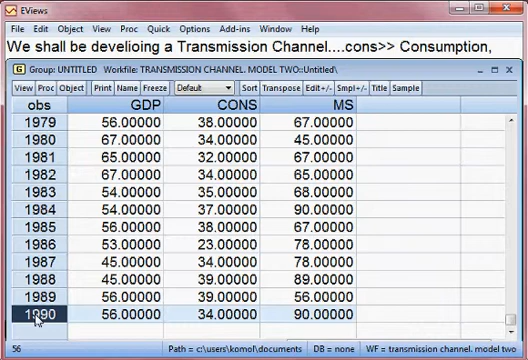 EViews
File Edit Object View Proc Quick Options Add-ins Window Help
We shall be develioing a Transmission Channel....cons>> Consumption,
G Group: UNTITLED Workfile: TRANSMISSION CHANNEL. MODEL TWO::Untitled\
View Proc Object Print Name Freeze Default Sort Transpose Edit+/- Smpl+/- Title Sample
obs GDP CONS MS
1979 56.00000 38.00000 67.00000
1980 67.00000 34.00000 45.00000
1981 65.00000 32.00000 67.00000
1982 67.00000 34.00000 65.00000
1983 54.00000 35.00000 68.00000
1984 54.00000 37.00000 90.00000
1985 56.00000 38.00000 67.00000
1986 53.00000 23.00000 78.00000
1987 45.00000 34.00000 78.00000
1988 45.00000 39.00000 89.00000
1989 56.00000 39.00000 56.00000
1990 56.00000 34.00000 90.00000
56 Path = c:\users\komol\documents DB = none WF = transmission channel. model two